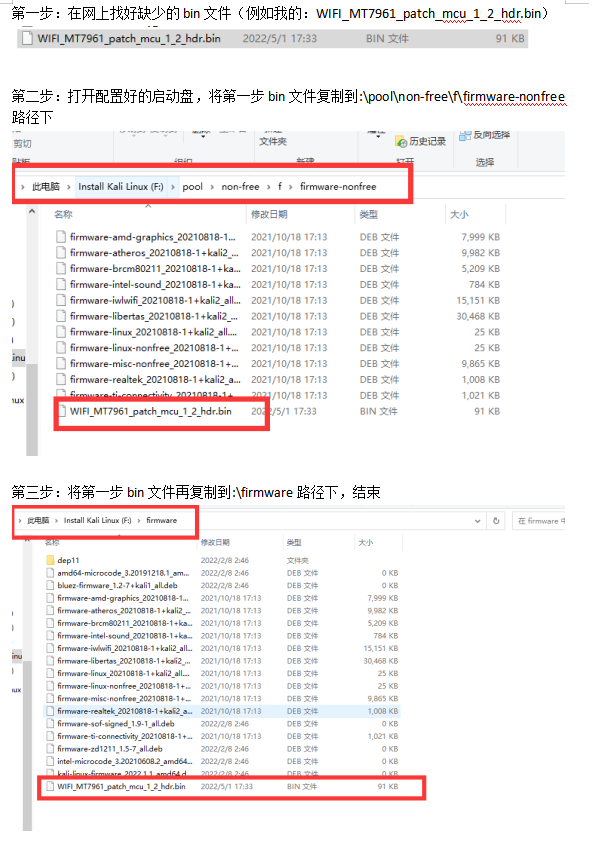 第一步：在网上找好缺少的 bin 文件（例如我的：WIFI_MT7961_patch_mcu_1_2_hdr.bin）
WIFI_MT7961_patch_mcu_1_2_hdr.bin 2022/5/1 17:33 BIN 文件 91 KB
第二步：打开配置好的启动盘，将第一步 bin 文件复制到:\pool\non-free\f\firmware-nonfree
路径下
剪切 文件夹 历史记录 反向选择
组织 新建 打开 选择
此电脑 › Install Kali Linux (F:) › pool › non-free › f › firmware-nonfree
名称 修改日期 类型 大小
firmware-amd-graphics_20210818-1... 2021/10/18 17:13 DEB 文件 7,999 KB
firmware-atheros_20210818-1+kali2... 2021/10/18 17:13 DEB 文件 9,982 KB
firmware-brcm80211_20210818-1+ka... 2021/10/18 17:13 DEB 文件 5,209 KB
firmware-intel-sound_20210818-1+k... 2021/10/18 17:13 DEB 文件 784 KB
firmware-iwlwifi_20210818-1+kali2_a... 2021/10/18 17:13 DEB 文件 15,151 KB
firmware-libertas_20210818-1+kali2_... 2021/10/18 17:13 DEB 文件 30,468 KB
firmware-linux_20210818-1+kali2_all.... 2021/10/18 17:13 DEB 文件 25 KB
firmware-linux-nonfree_20210818-1+... 2021/10/18 17:13 DEB 文件 25 KB
firmware-misc-nonfree_20210818-1+... 2021/10/18 17:13 DEB 文件 9,865 KB
firmware-realtek_20210818-1+kali2_a... 2021/10/18 17:13 DEB 文件 1,008 KB
firmware-ti-connectivity_20210818-1+... 2021/10/18 17:13 DEB 文件 1,021 KB
WIFI_MT7961_patch_mcu_1_2_hdr.bin 2022/5/1 17:33 BIN 文件 91 KB
第三步：将第一步 bin 文件再复制到:\firmware 路径下，结束
此电脑 › Install Kali Linux (F:) › firmware 在 firmware
名称 修改日期 类型 大小
dep11 2022/2/8 2:46 文件夹
amd64-microcode_3.20191218.1_am... 2022/2/8 2:46 DEB 文件 0 KB
bluez-firmware_1.2-7+kali1_all.deb 2022/2/8 2:46 DEB 文件 0 KB
firmware-amd-graphics_20210818-1... 2021/10/18 17:13 DEB 文件 7,999 KB
firmware-atheros_20210818-1+kali2_... 2021/10/18 17:13 DEB 文件 9,982 KB
firmware-brcm80211_20210818-1+ka... 2021/10/18 17:13 DEB 文件 5,209 KB
firmware-intel-sound_20210818-1+k... 2021/10/18 17:13 DEB 文件 784 KB
firmware-iwlwifi_20210818-1+kali2_all... 2021/10/18 17:13 DEB 文件 15,151 KB
firmware-libertas_20210818-1+kali2_... 2021/10/18 17:13 DEB 文件 30,468 KB
firmware-linux_20210818-1+kali2_all.... 2021/10/18 17:13 DEB 文件 25 KB
firmware-linux-nonfree_20210818-1+... 2021/10/18 17:13 DEB 文件 25 KB
firmware-misc-nonfree_20210818-1+... 2021/10/18 17:13 DEB 文件 9,865 KB
firmware-realtek_20210818-1+kali2_a... 2021/10/18 17:13 DEB 文件 1,008 KB
firmware-sof-signed_1.9-1_all.deb 2022/2/8 2:46 DEB 文件 0 KB
firmware-ti-connectivity_20210818-1+... 2021/10/18 17:13 DEB 文件 1,021 KB
firmware-zd1211_1.5-7_all.deb 2022/2/8 2:46 DEB 文件 0 KB
intel-microcode_3.20210608.2_amd64... 2022/2/8 2:46 DEB 文件 0 KB
kali-linux-firmware_2022.1.1_amd64.d... 2022/2/8 2:46 DEB 文件 0 KB
WIFI_MT7961_patch_mcu_1_2_hdr.bin 2022/5/1 17:33 BIN 文件 91 KB